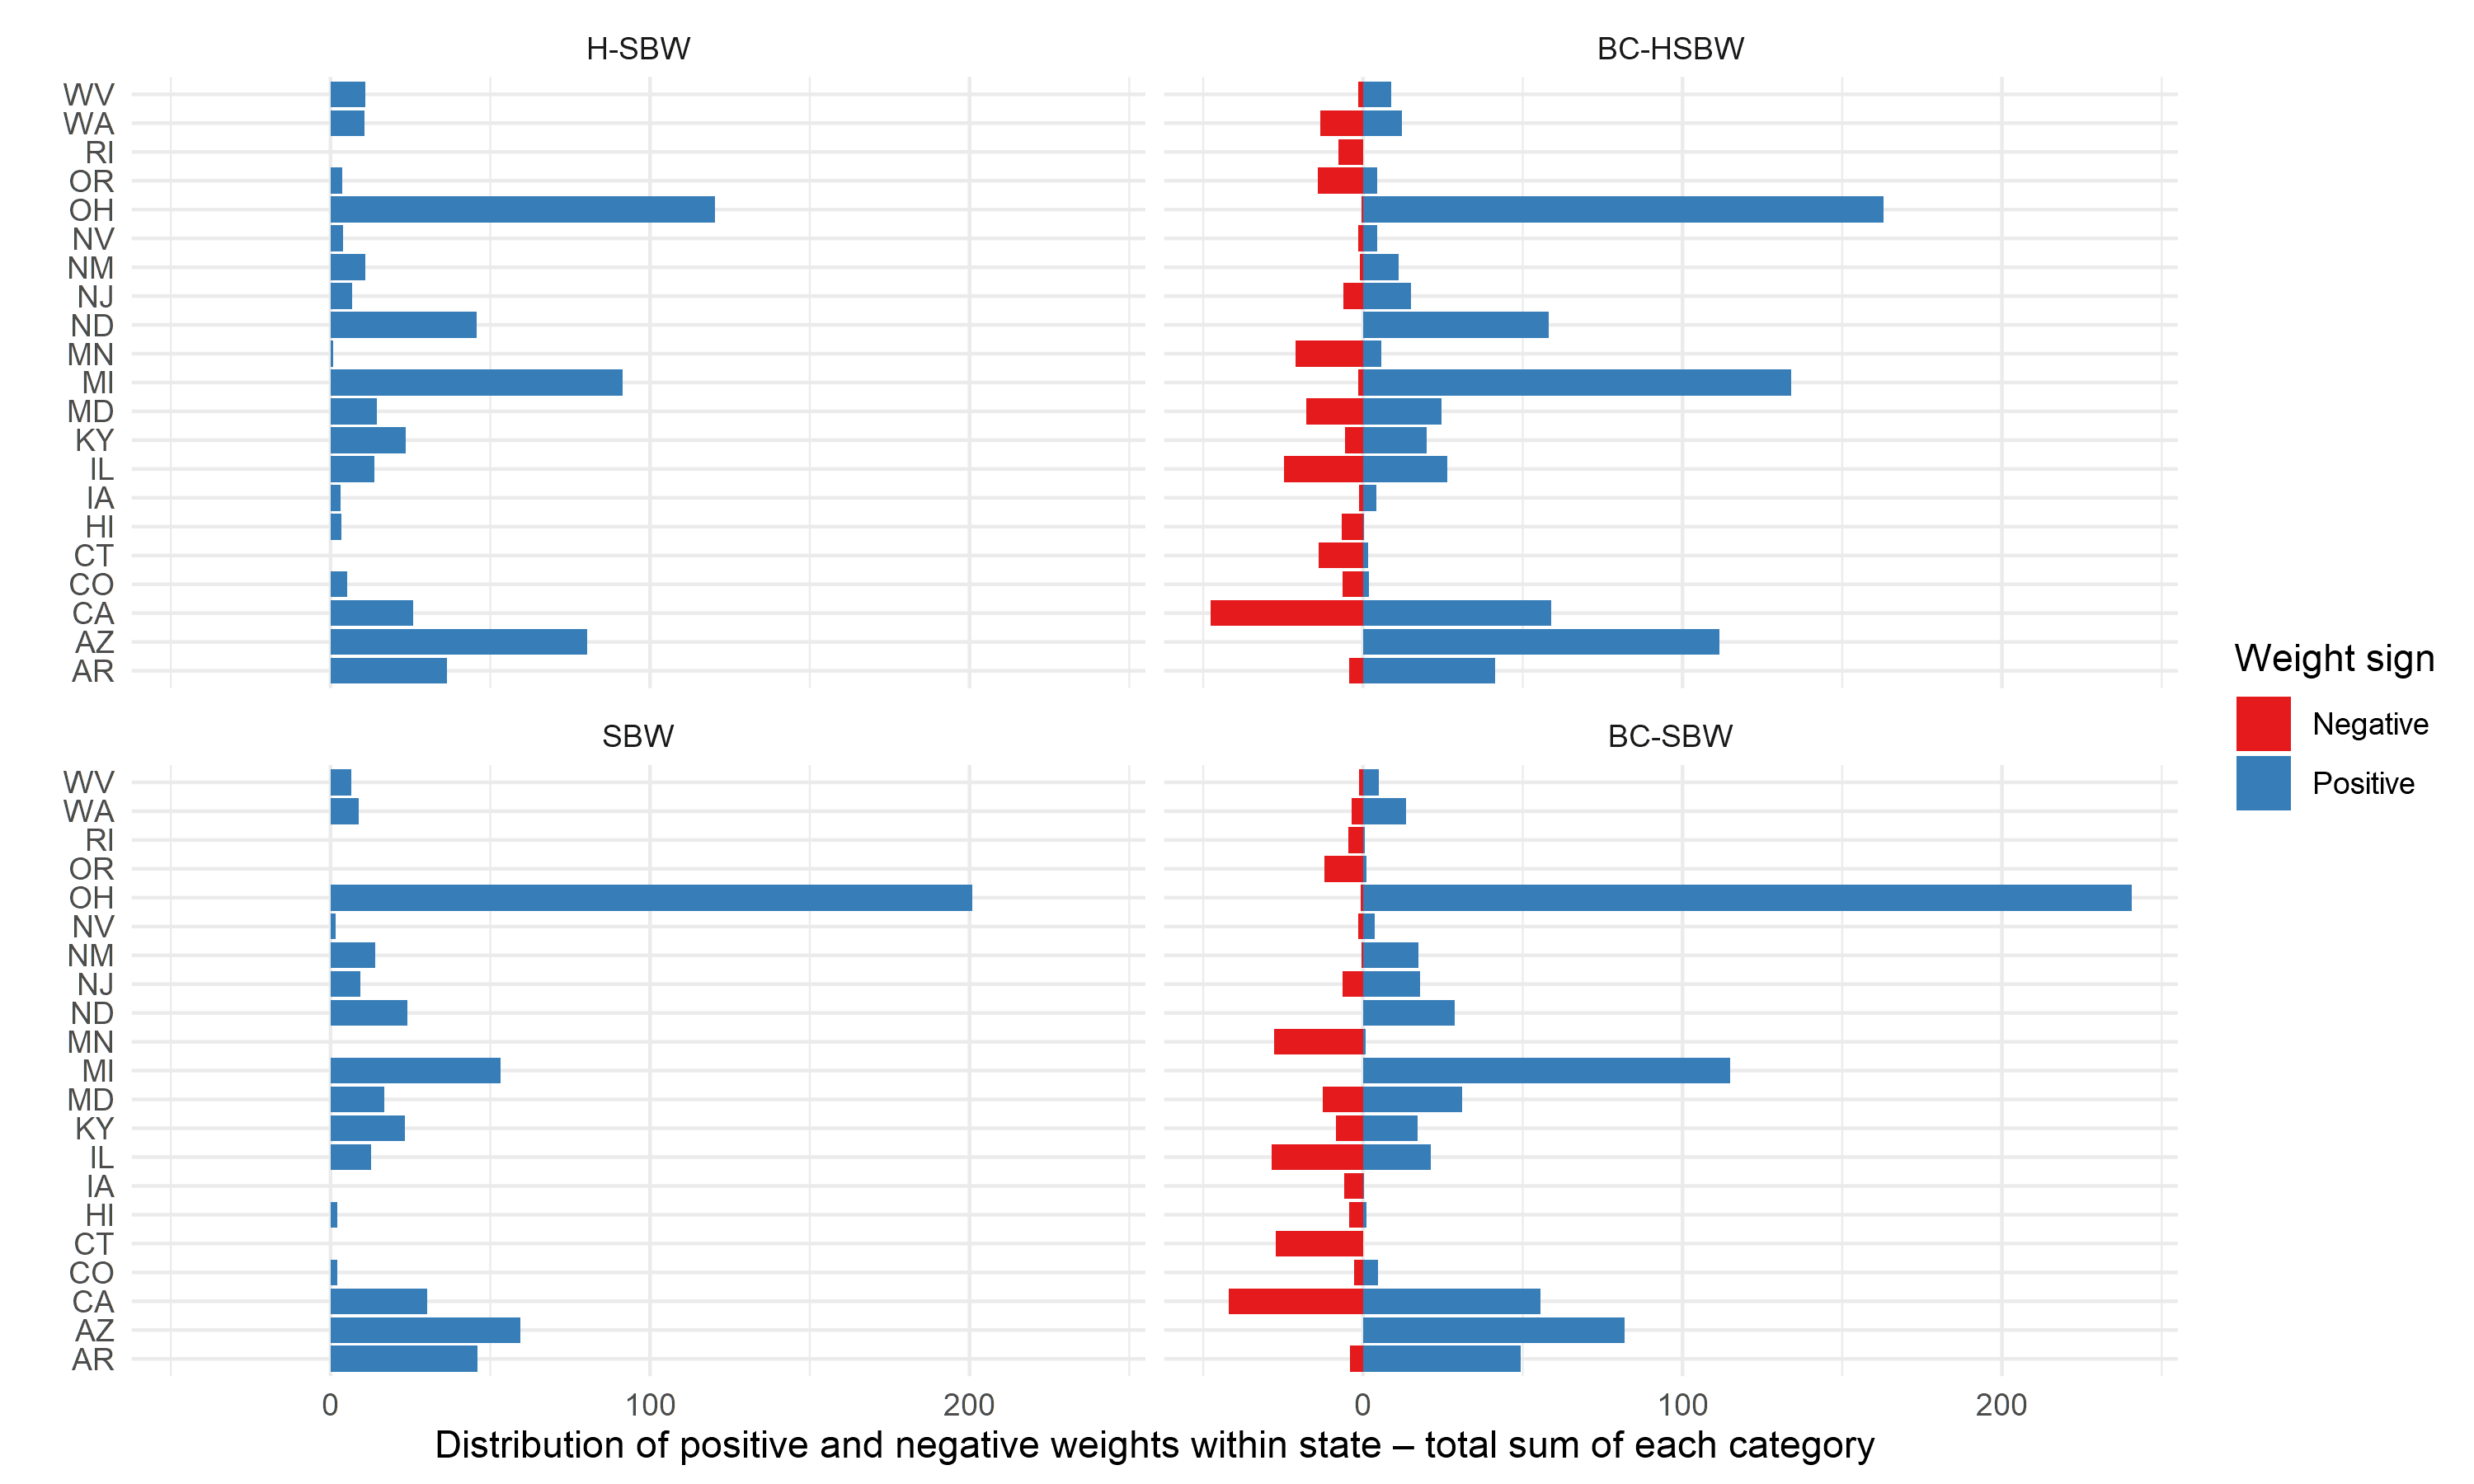 H-SBW
BC-HSBW
WV
WA
RI
OR
OH
NV
NM
NJ
ND
MN
MI
MD
KY
IL
IA
HI
CT
CO
CA
AZ
AR
SBW
BC-SBW
WV
WA
RI
OR
OH
NV
NM
NJ
ND
MN
MI
MD
KY
IL
IA
HI
CT
CO
CA
AZ
AR
0 100 200 0 100 200
Distribution of positive and negative weights within state – total sum of each category
Weight sign
Negative
Positive